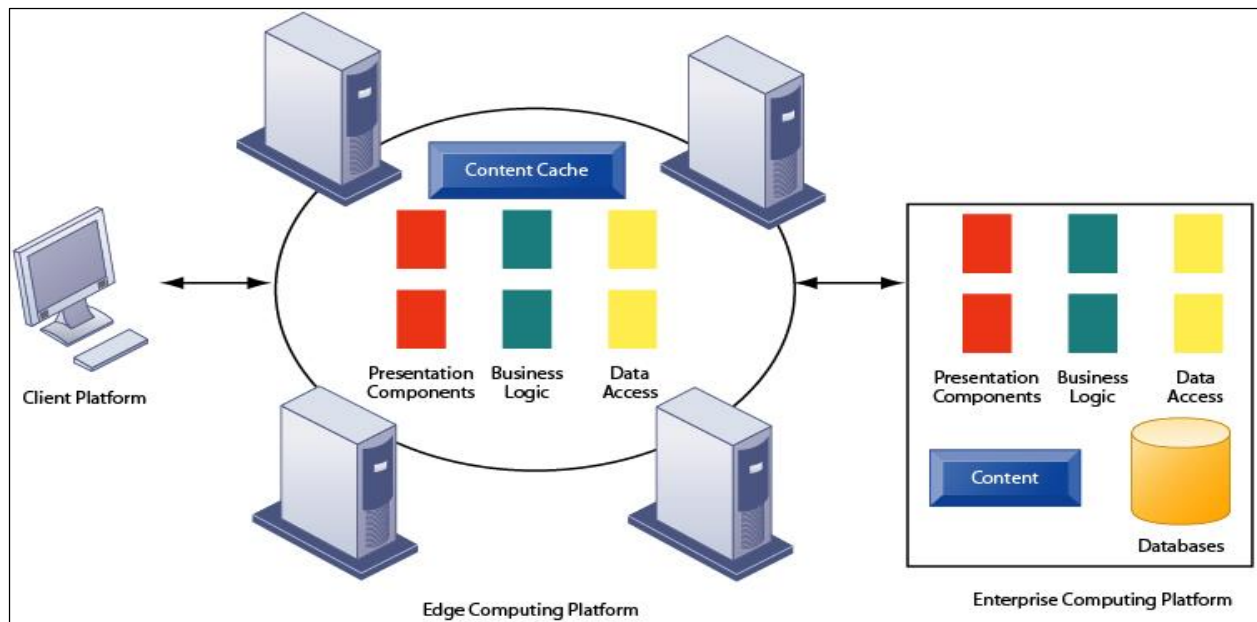 Content Cache
Presentation
Components
Business
Logic
Data
Access
Client Platform
Edge Computing Platform
Presentation
Components
Business
Logic
Data
Access
Content
Databases
Enterprise Computing Platform